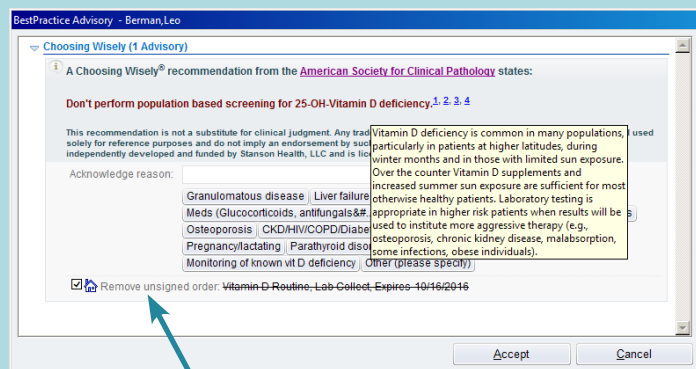 BestPractice Advisory - Berman,Leo
Choosing Wisely (1 Advisory)
A Choosing Wisely® recommendation from the American Society for Clinical Pathology states:
Don't perform population based screening for 25-OH-Vitamin D deficiency.1, 2, 3, 4
This recommendation is not a substitute for clinical judgment. Any trad
used
solely for reference purposes and do not imply an endorsement by suc
independently developed and funded by Stanson Health, LLC and is lic
Vitamin D deficiency is common in many populations,
particularly in patients at higher latitudes, during
winter months and in those with limited sun exposure.
Over the counter Vitamin D supplements and
increased summer sun exposure are sufficient for most
otherwise healthy patients. Laboratory testing is
appropriate in higher risk patients when results will be
used to institute more aggressive therapy (e.g.,
osteoporosis, chronic kidney disease, malabsorption,
some infections, obese individuals).
Acknowledge reason:
Granulomatous disease Liver failure
Meds (Glucocorticoids, antifungals&#..
s
Osteoporosis CKD/HIV/COPD/Diabe
Pregnancy/lactating Parathyroid disor
Monitoring of known vit D deficiency Other (please specify)
Remove unsigned order: Vitamin D Routine, Lab Collect, Expires 10/16/2016
Accept Cancel